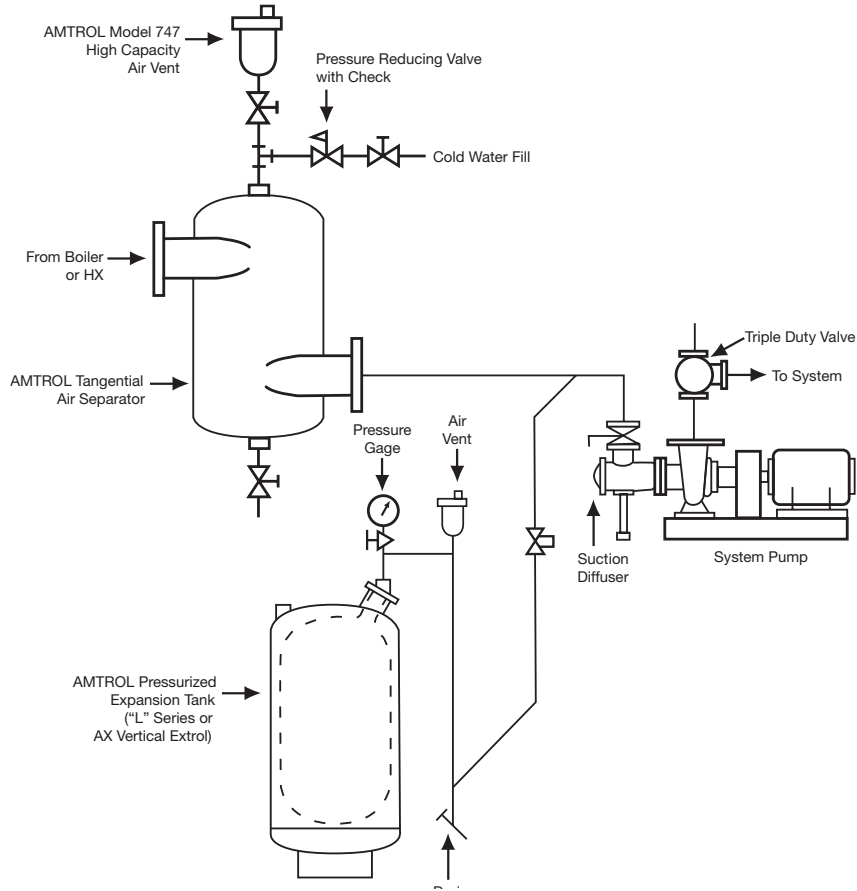 AMTROL Model 747
High Capacity
Air Vent
Pressure Reducing Valve
with Check
Cold Water Fill
From Boiler
or HX
Triple Duty Valve
To System
AMTROL Tangential
Air Separator
Pressure
Gage
Air
Vent
Suction
Diffuser
System Pump
AMTROL Pressurized
Expansion Tank
(“L” Series or
AX Vertical Extrol)